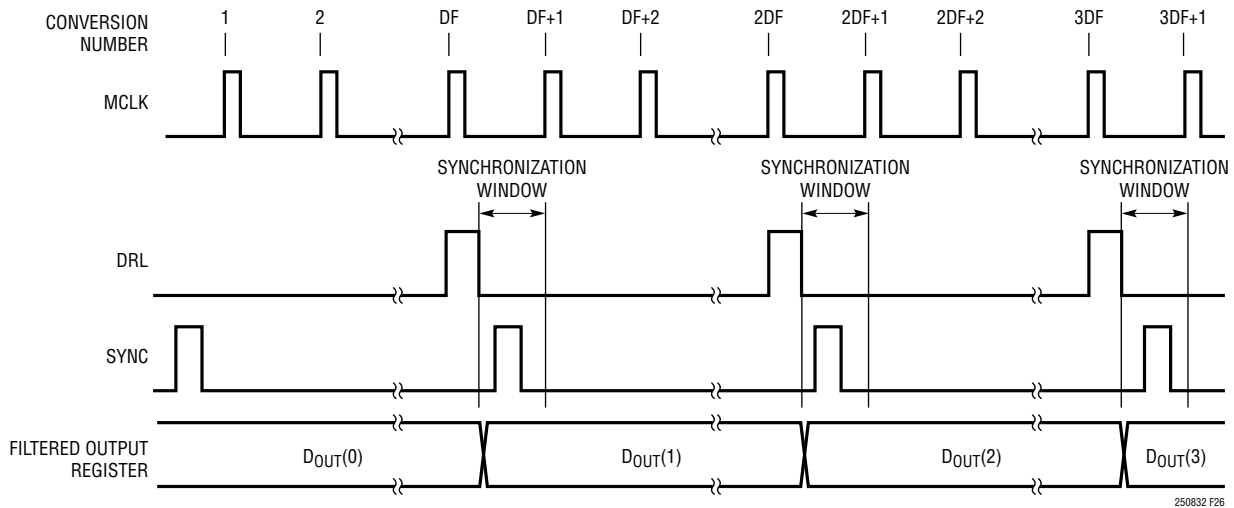 CONVERSION
NUMBER
1 2 DF DF+1 DF+2 2DF 2DF+1 2DF+2 3DF 3DF+1
MCLK
SYNCHRONIZATION
WINDOW
SYNCHRONIZATION
WINDOW
SYNCHRONIZATION
WINDOW
DRL
SYNC
FILTERED OUTPUT
REGISTER
DOUT(0) DOUT(1) DOUT(2) DOUT(3)
250832 F26